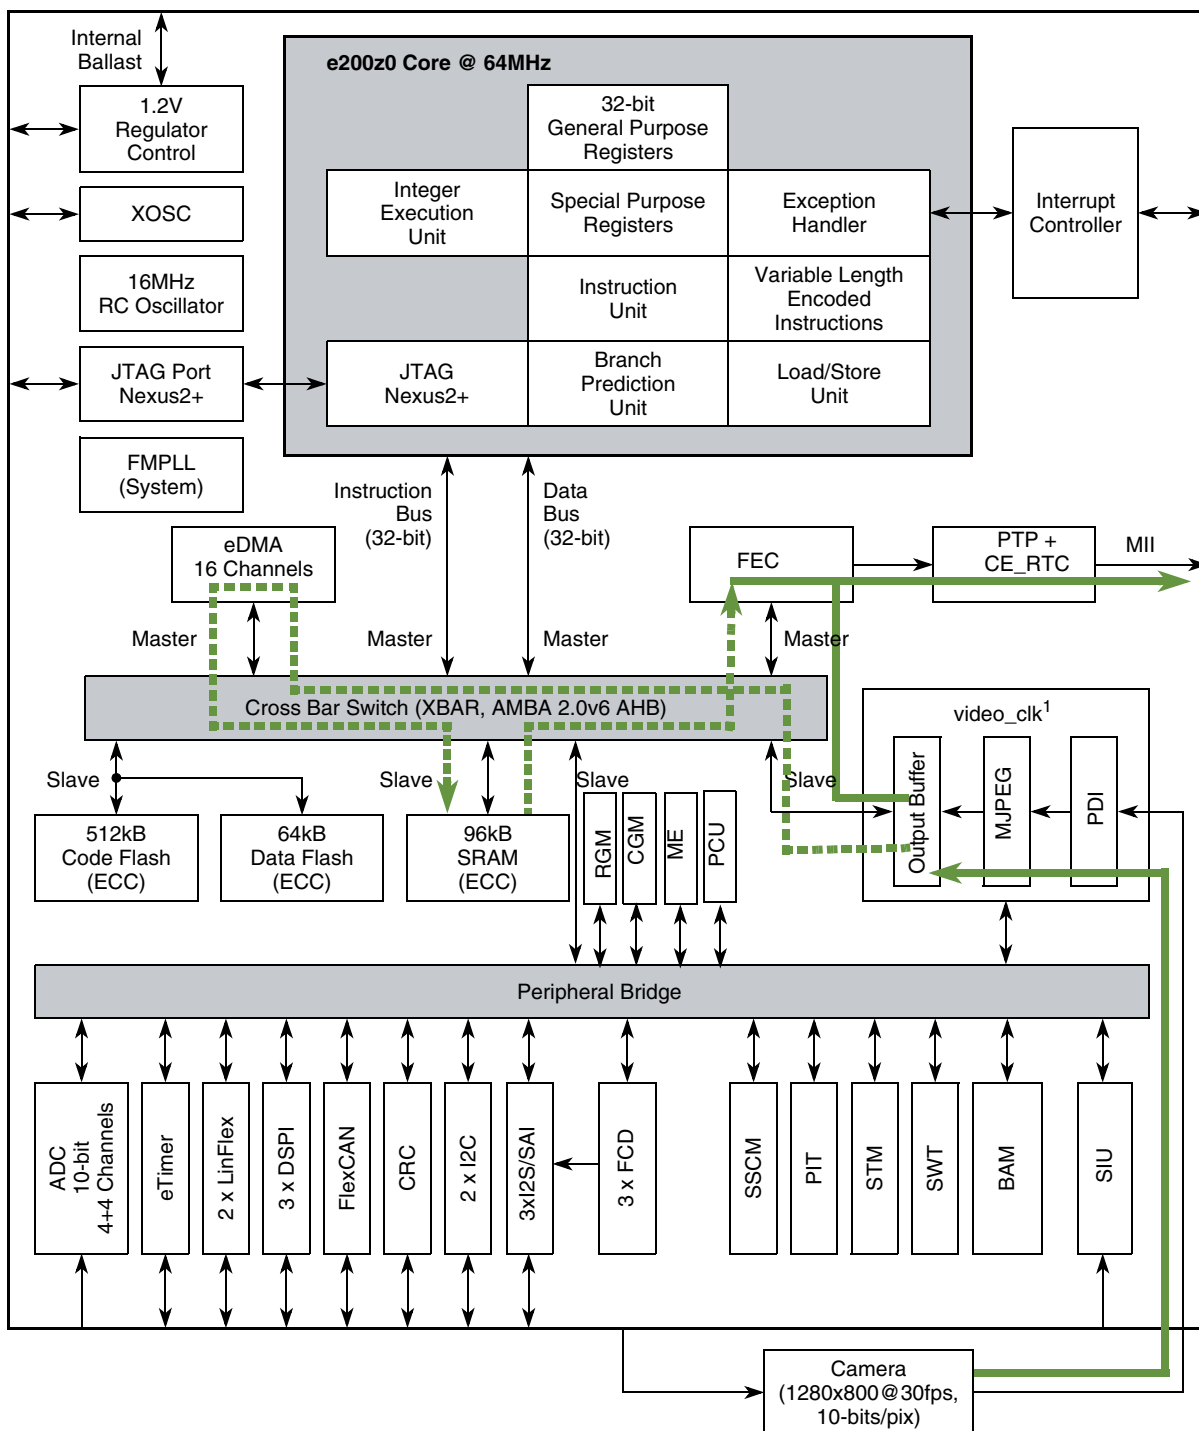 Internal
Ballast
e200z0 Core @ 64MHz
1.2V
Regulator
Control
32-bit
General Purpose
Registers
XOSC
Integer
Execution
Unit
Special Purpose
Registers
Exception
Handler
Interrupt
Controller
16MHz
RC Oscillator
Instruction
Unit
Variable Length
Encoded
Instructions
JTAG Port
Nexus2+
JTAG
Nexus2+
Branch
Prediction
Unit
Load/Store
Unit
FMPLL
(System)
Instruction
Bus
(32-bit)
Data
Bus
(32-bit)
eDMA
16 Channels
FEC
PTP +
CE_RTC
MII
Master
Master
Master
Master
Cross Bar Switch (XBAR, AMBA 2.0v6 AHB)
video_clk1
Slave
Slave
Slave
Slave
Output Buffer
MJPEG
PDI
512kB
Code Flash
(ECC)
64kB
Data Flash
(ECC)
96kB
SRAM
(ECC)
RGM
CGM
ME
PCU
Peripheral Bridge
ADC
10-bit
4+4 Channels
eTimer
2 x LinFlex
3 x DSPI
FlexCAN
CRC
2 x I2C
3xI2S/SAI
3 x FCD
SSCM
PIT
STM
SWT
BAM
SIU
Camera
(1280x800@30fps,
10-bits/pix)